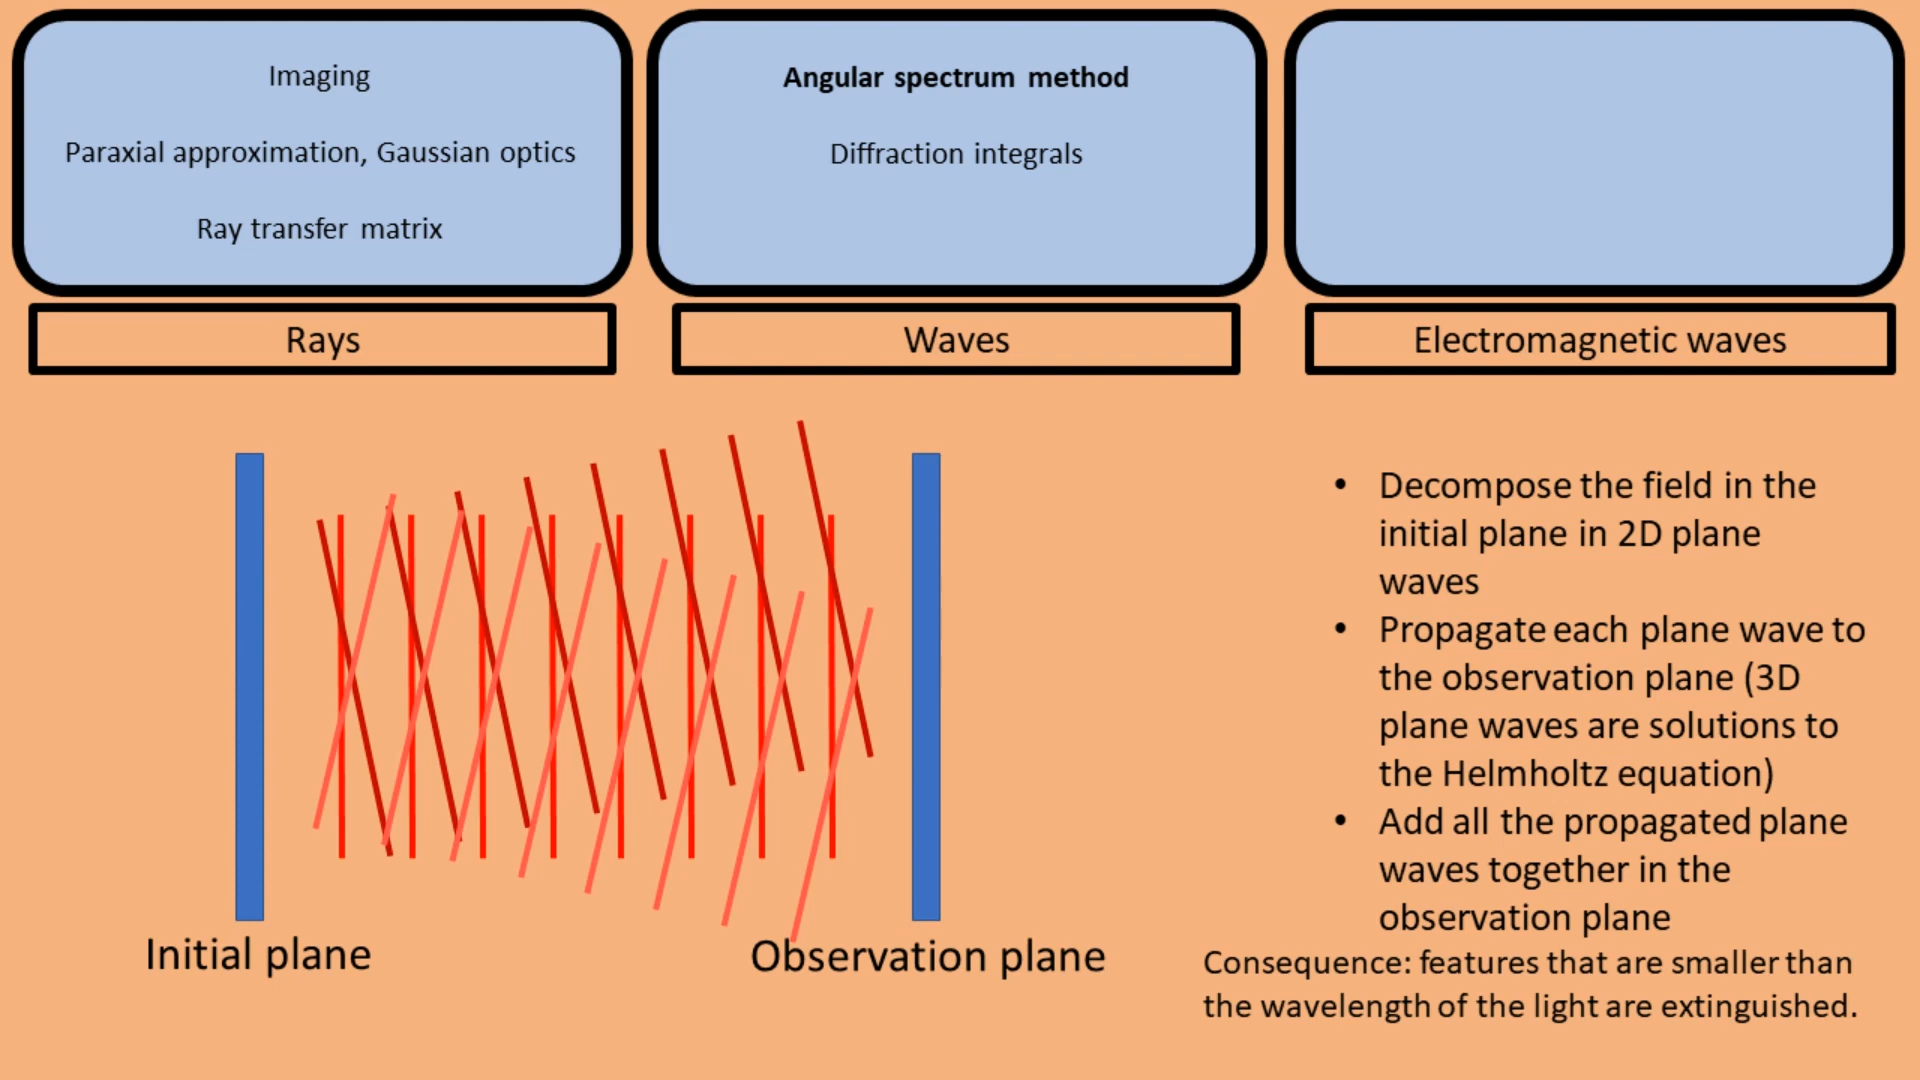 Imaging
Paraxial approximation, Gaussian optics
Ray transfer matrix
Angular spectrum method
Diffraction integrals
Rays
Waves
Electromagnetic waves
Initial plane
Observation plane
• Decompose the field in the
initial plane in 2D plane
waves
• Propagate each plane wave to
the observation plane (3D
plane waves are solutions to
the Helmholtz equation)
• Add all the propagated plane
waves together in the
observation plane
Consequence: features that are smaller than
the wavelength of the light are extinguished.